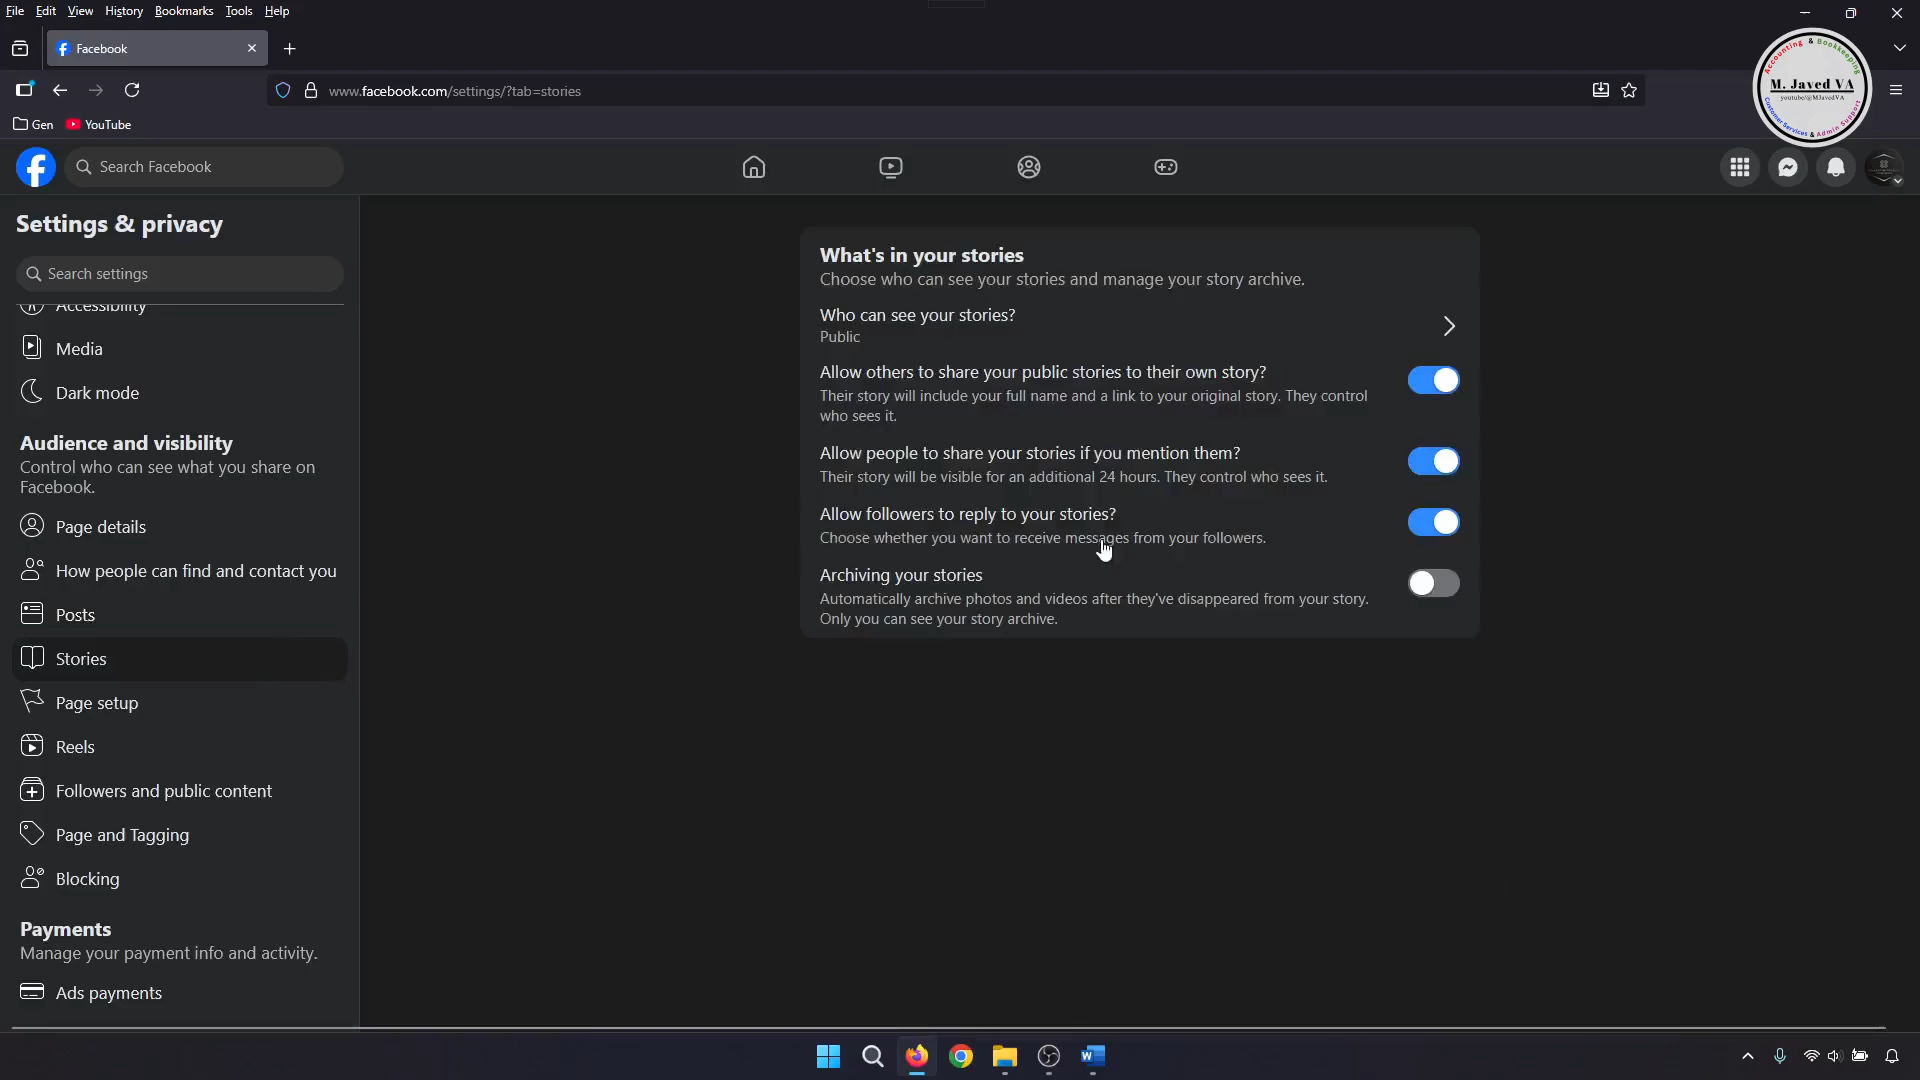 File Edit View History Bookmarks Tools Help
Facebook
www.facebook.com/settings/?tab=stories
Gen YouTube
Accounting & Bookkeeping
M. Javed VA
youtube/@MJavedVA
Customer Services & Admin Support
Search Facebook
Settings & privacy
Search settings
Accessibility
Media
Dark mode
Audience and visibility
Control who can see what you share on
Facebook.
Page details
How people can find and contact you
Posts
Stories
Page setup
Reels
Followers and public content
Page and Tagging
Blocking
Payments
Manage your payment info and activity.
Ads payments
What's in your stories
Choose who can see your stories and manage your story archive.
Who can see your stories?
Public
Allow others to share your public stories to their own story?
Their story will include your full name and a link to your original story. They control
who sees it.
Allow people to share your stories if you mention them?
Their story will be visible for an additional 24 hours. They control who sees it.
Allow followers to reply to your stories?
Choose whether you want to receive messages from your followers.
Archiving your stories
Automatically archive photos and videos after they've disappeared from your story.
Only you can see your story archive.